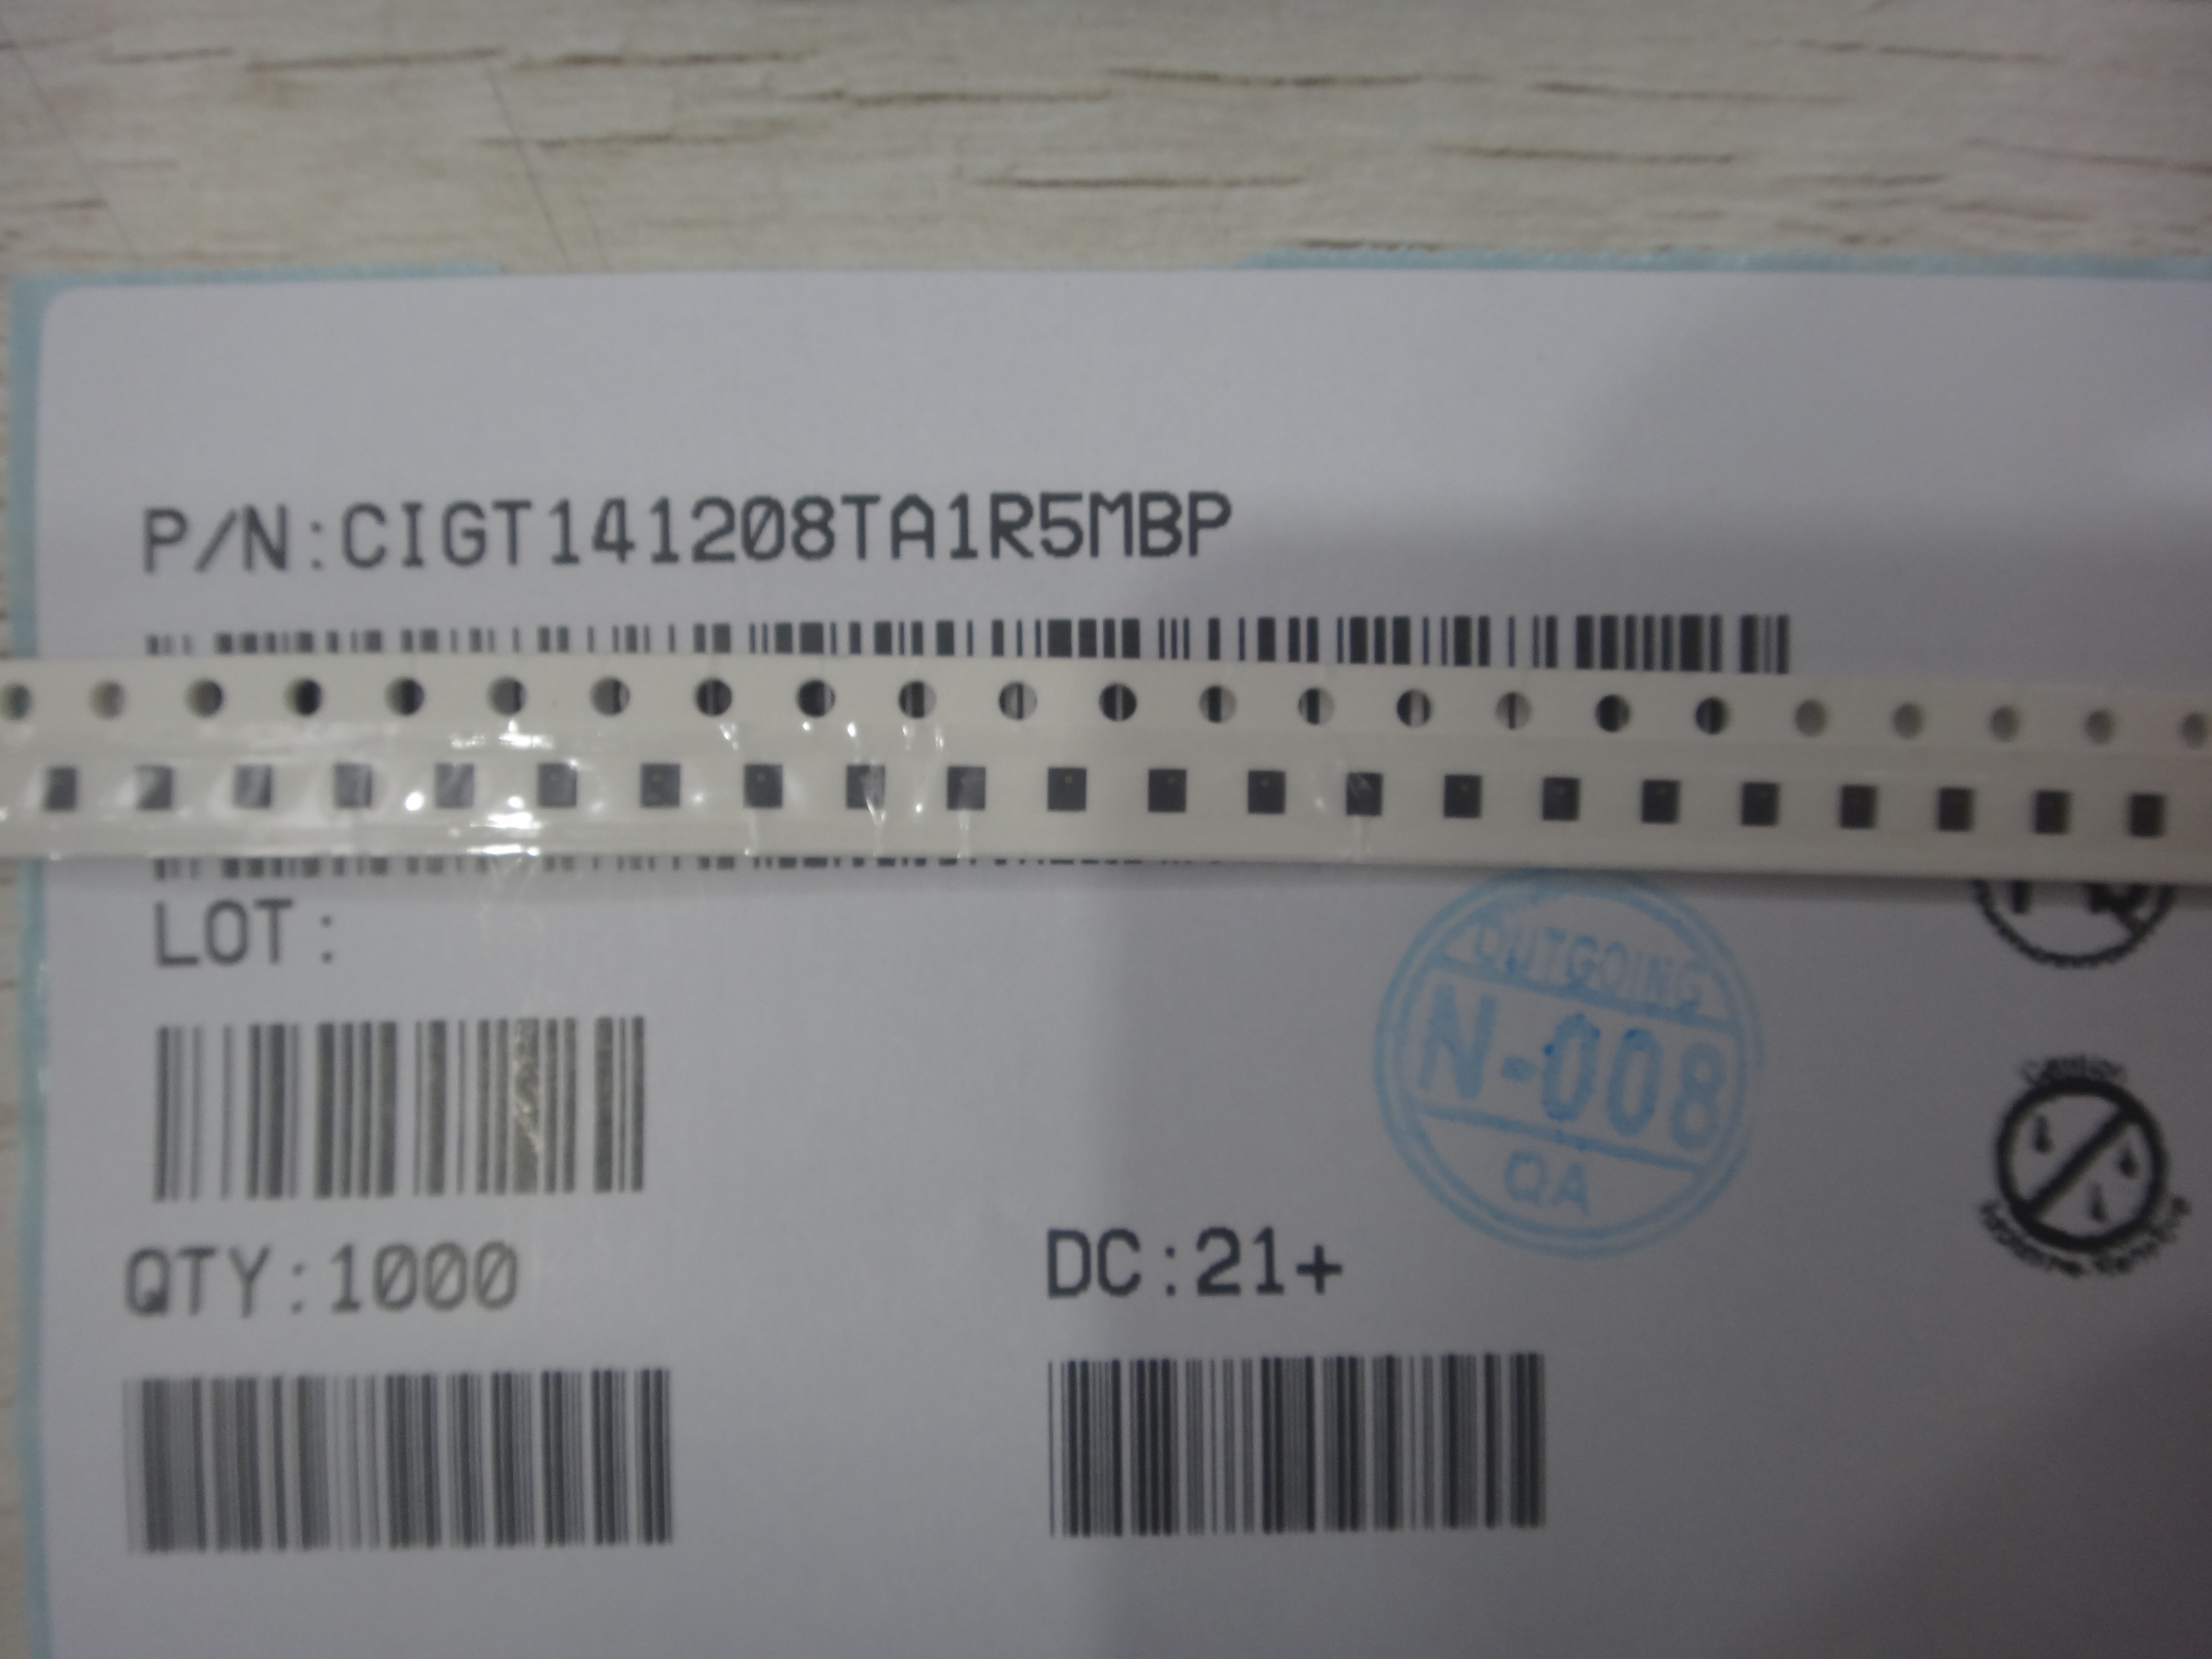 P/N:CIGT141208TA1R5MBP
LOT:
OUTGOING
N-008
QA
QTY:1000
DC:21+